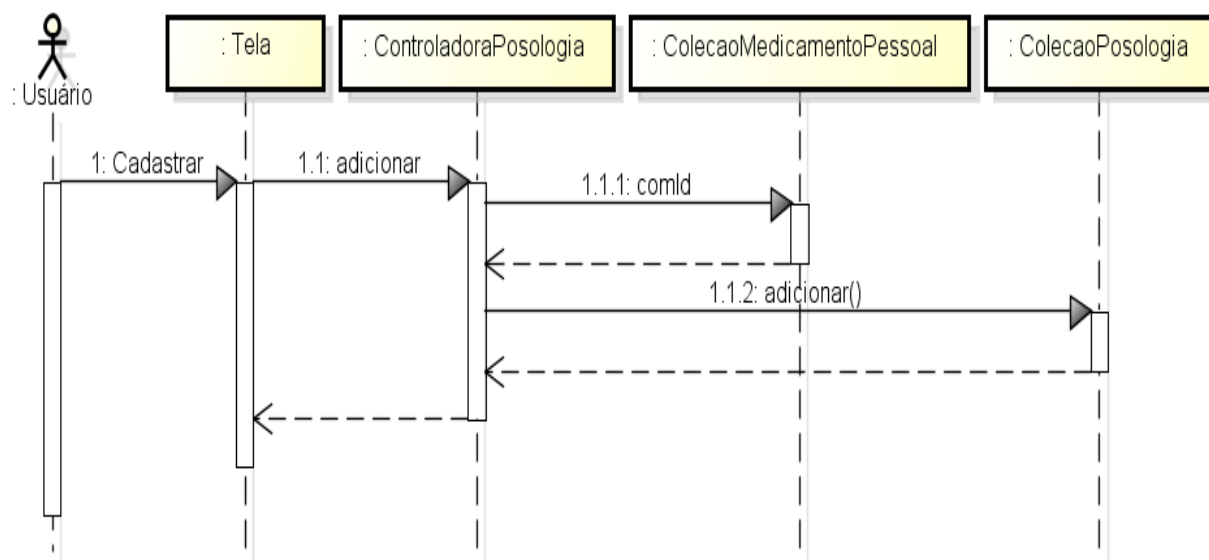 : Tela
: ControladoraPosologia
: ColecaoMedicamentoPessoal
: ColecaoPosologia
: Usuário
1: Cadastrar
1.1: adicionar
1.1.1: comId
1.1.2: adicionar()